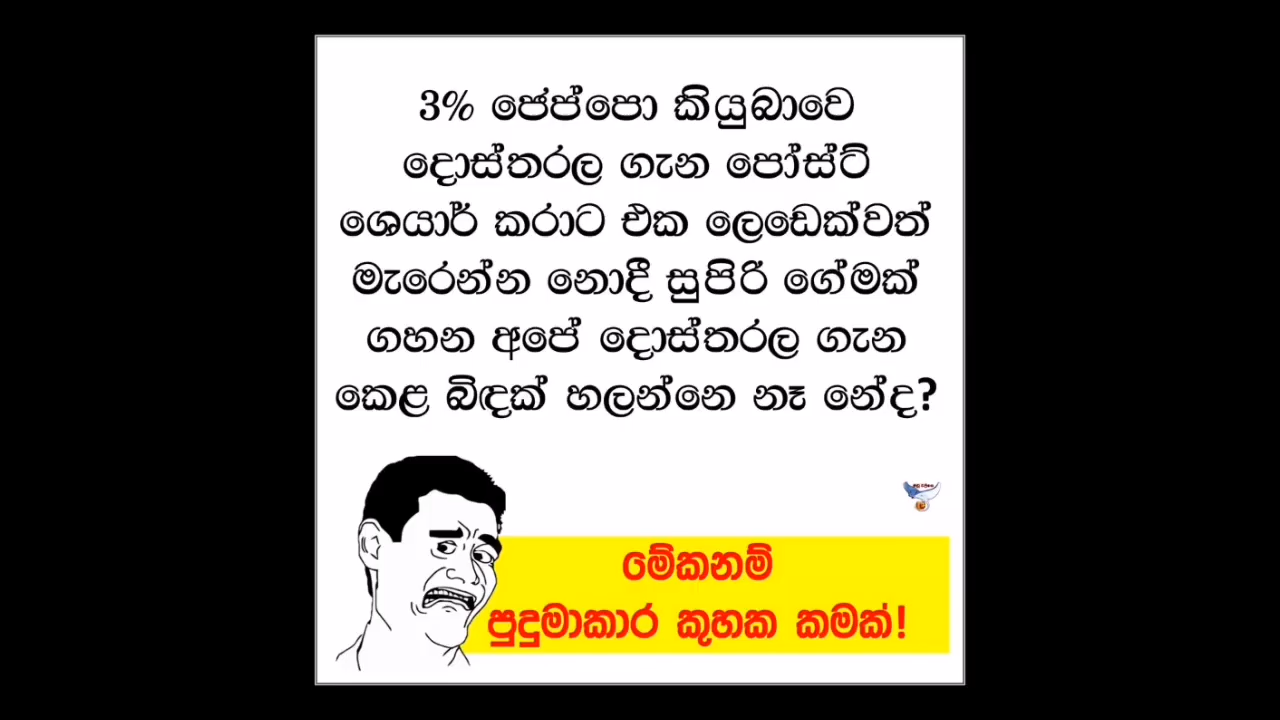 3% ජෙප්පො කියුබාවෙ
දොස්තරල ගැන පෝස්ට්
ශෙයාර් කරාට එක ලෙඩෙක්වත්
මැරෙන්න නොදී සුපිරි ගේමක්
ගහන අපේ දොස්තරල ගැන
කෙළ බිඳක් හලන්නෙ නෑ නේද?
මේකනම්
පුදුමාකාර කුහක කමක්!